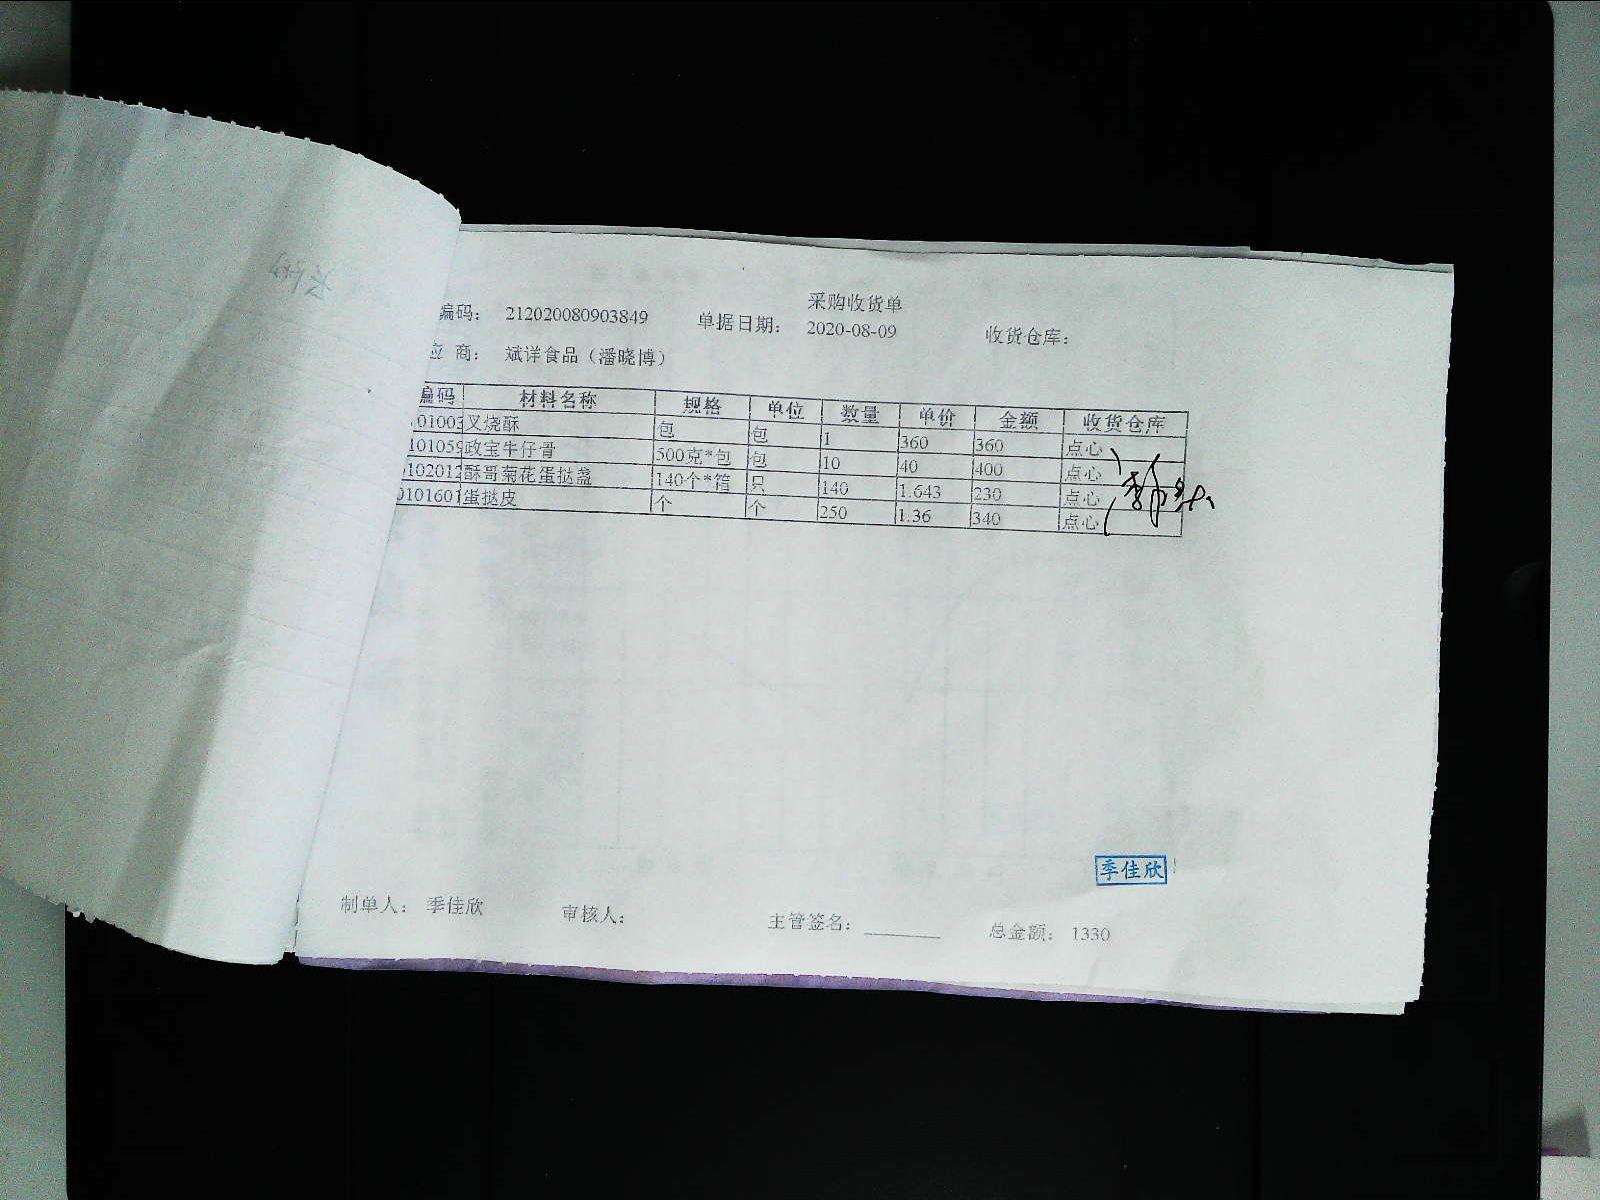 采购收货单
编码： 212020080903849 单据日期： 2020-08-09 收货仓库：
应 商： 斌详食品（潘晓博）
编码 材料名称 规格 单位 数量 单价 金额 收货仓库
01003 叉烧酥 包 包 1 360 360 点心
101059 政宝牛仔骨 500克*包 包 10 40 400 点心
102012 酥哥菊花蛋挞盏 140个*箱 只 140 1.643 230 点心
0101601 蛋挞皮 个 个 250 1.36 340 点心
季佳欣
制单人： 季佳欣 审核人： 主管签名： 总金额： 1330